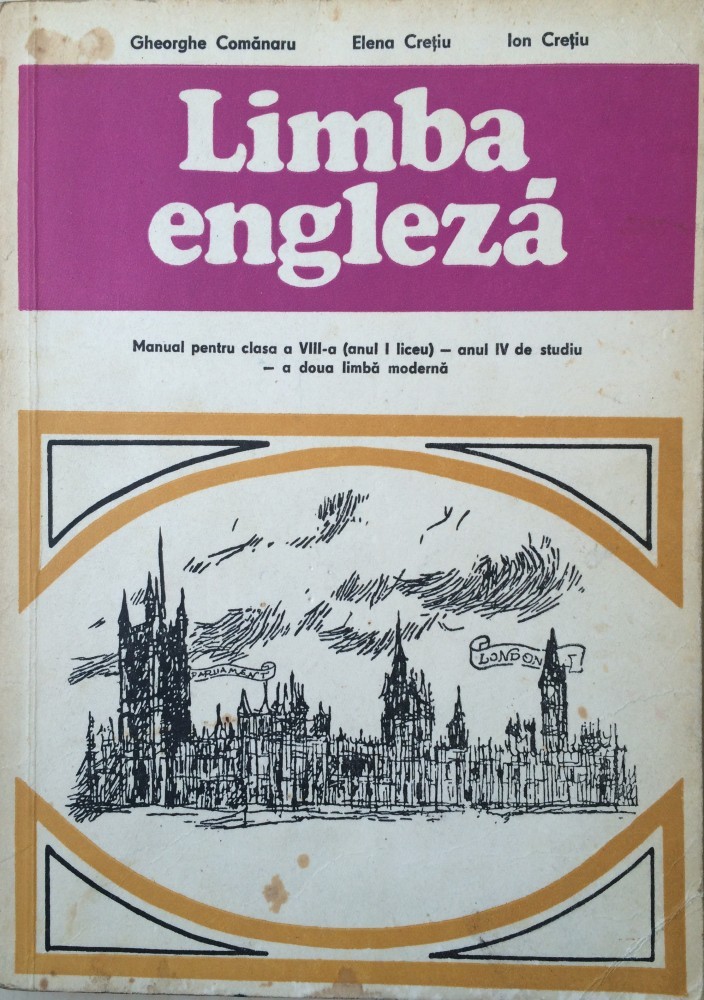 Gheorghe Comănaru Elena Crețiu Ion Crețiu
Limba
engleză
Manual pentru clasa a VIII-a (anul I liceu) – anul IV de studiu
– a doua limbă modernă
PARLIAMENT
LONDON